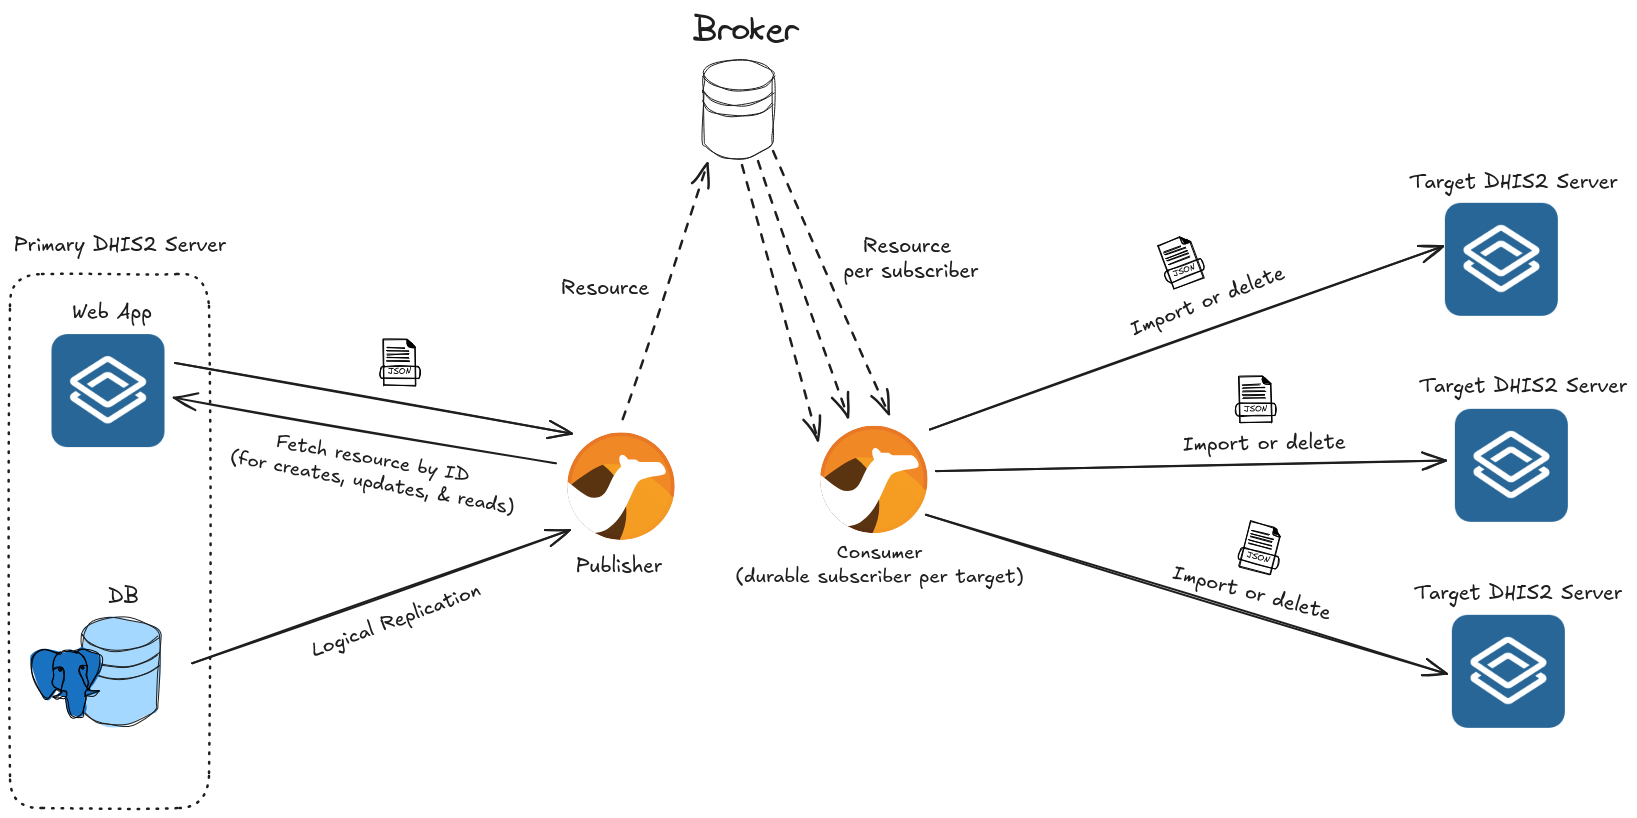 Broker
Target DHIS2 Server
Primary DHIS2 Server
Resource
per subscriber
JSON
Import or delete
Resource
Web App
JSON
Fetch resource by ID
(for creates, updates, & reads)
Target DHIS2 Server
JSON
Import or delete
Publisher
Consumer
(durable subscriber per target)
JSON
Import or delete
Target DHIS2 Server
DB
Logical Replication